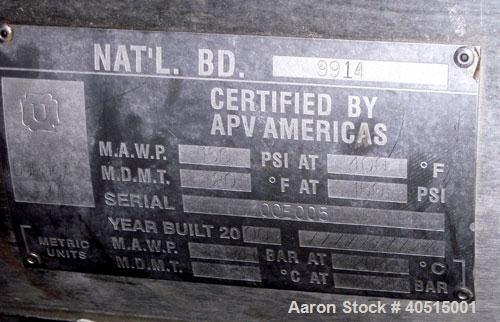 NAT'L. BD. 9914
U
CERTIFIED BY
APV AMERICAS
M.A.W.P. PSI AT °F
M.D.M.T. °F AT PSI
SERIAL
YEAR BUILT 20
METRIC UNITS
M.A.W.P. BAR AT °C
M.D.M.T. °C AT BAR
Aaron Stock # 40515001